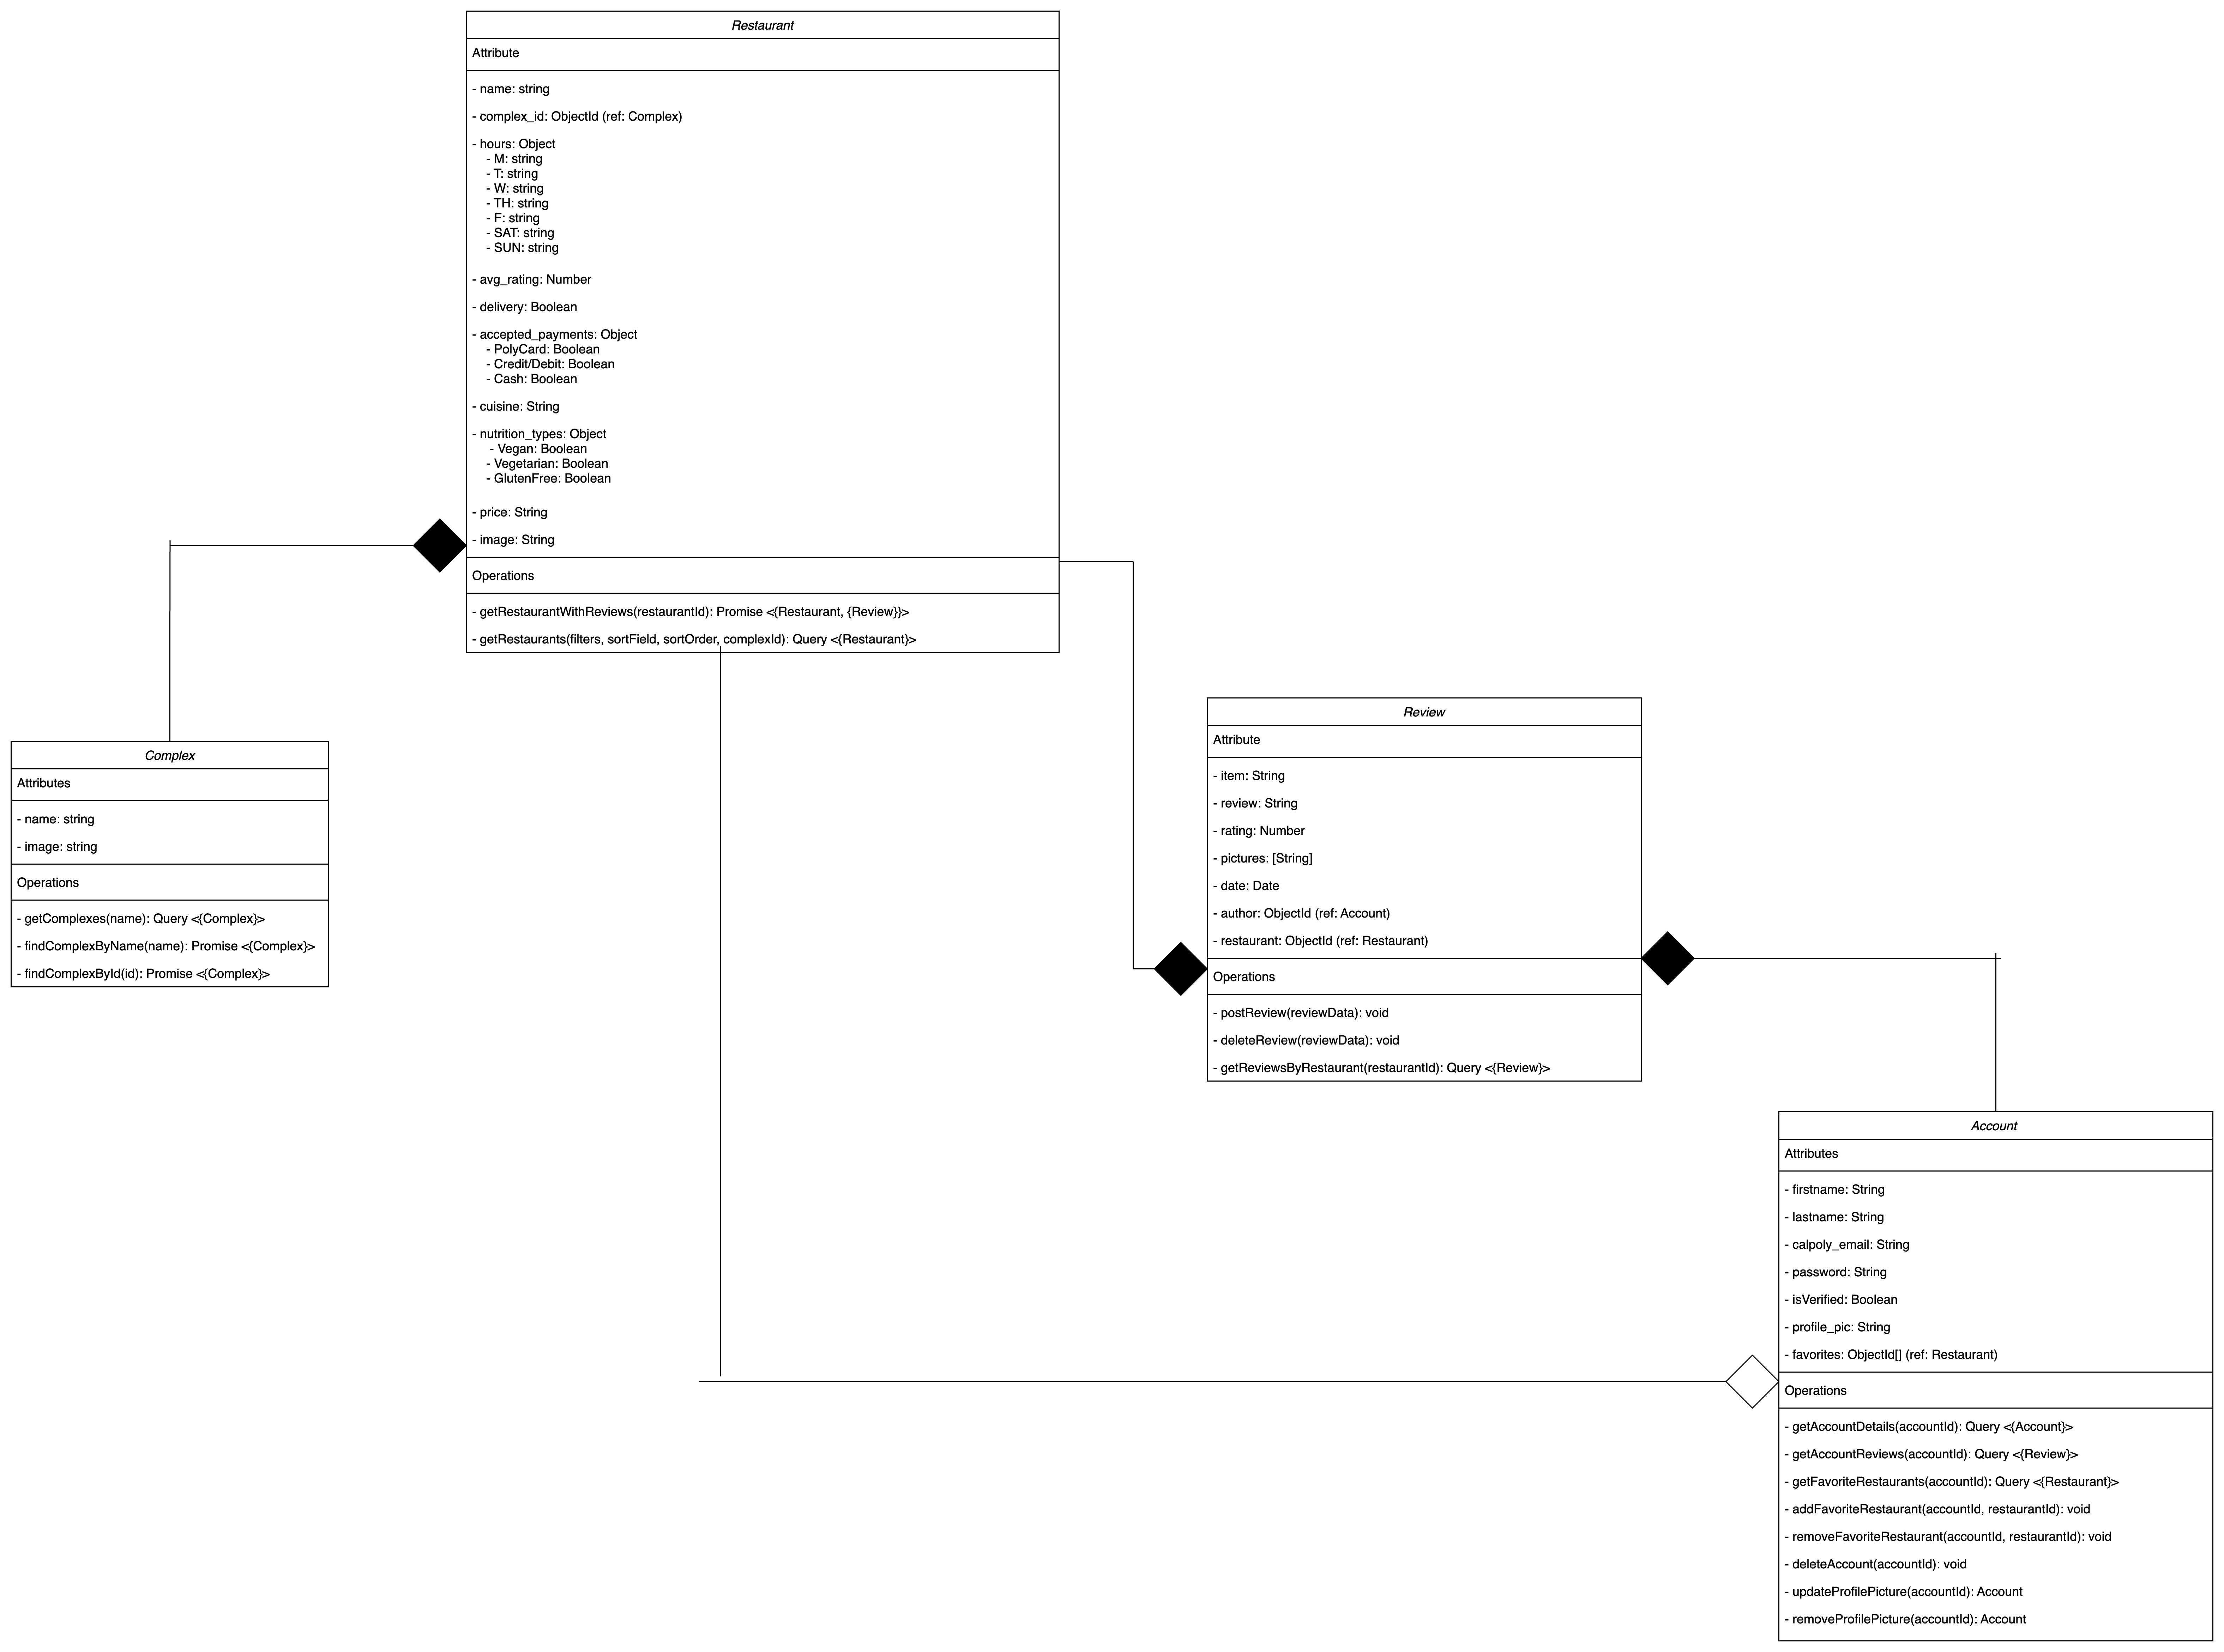 Restaurant
Attribute
- name: string
- complex_id: ObjectId (ref: Complex)
- hours: Object
- M: string
- T: string
- W: string
- TH: string
- F: string
- SAT: string
- SUN: string
- avg_rating: Number
- delivery: Boolean
- accepted_payments: Object
- PolyCard: Boolean
- Credit/Debit: Boolean
- Cash: Boolean
- cuisine: String
- nutrition_types: Object
- Vegan: Boolean
- Vegetarian: Boolean
- GlutenFree: Boolean
- price: String
- image: String
Operations
- getRestaurantWithReviews(restaurantId): Promise <{Restaurant, {Review}}>
- getRestaurants(filters, sortField, sortOrder, complexId): Query <{Restaurant}>
Complex
Attributes
- name: string
- image: string
Operations
- getComplexes(name): Query <{Complex}>
- findComplexByName(name): Promise <{Complex}>
- findComplexById(id): Promise <{Complex}>
Review
Attribute
- item: String
- review: String
- rating: Number
- pictures: [String]
- date: Date
- author: ObjectId (ref: Account)
- restaurant: ObjectId (ref: Restaurant)
Operations
- postReview(reviewData): void
- deleteReview(reviewData): void
- getReviewsByRestaurant(restaurantId): Query <{Review}>
Account
Attributes
- firstname: String
- lastname: String
- calpoly_email: String
- password: String
- isVerified: Boolean
- profile_pic: String
- favorites: ObjectId[] (ref: Restaurant)
Operations
- getAccountDetails(accountId): Query <{Account}>
- getAccountReviews(accountId): Query <{Review}>
- getFavoriteRestaurants(accountId): Query <{Restaurant}>
- addFavoriteRestaurant(accountId, restaurantId): void
- removeFavoriteRestaurant(accountId, restaurantId): void
- deleteAccount(accountId): void
- updateProfilePicture(accountId): Account
- removeProfilePicture(accountId): Account